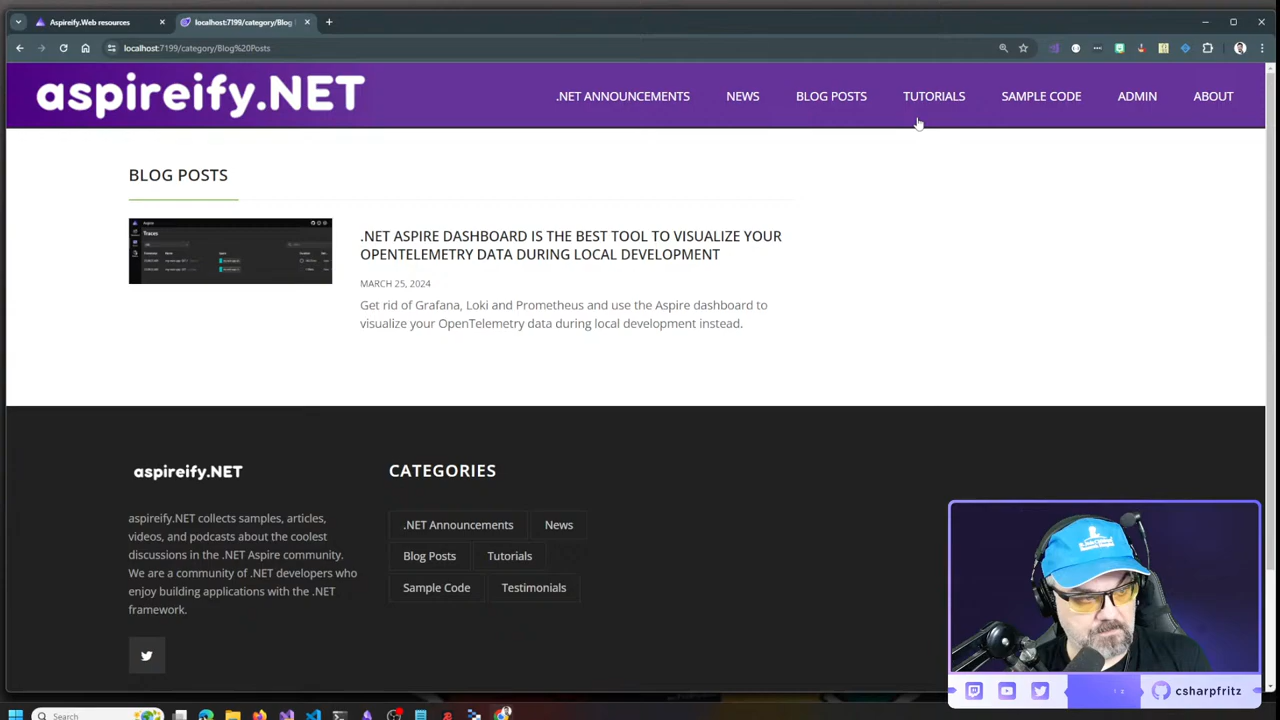 Aspireify.Web resources
localhost:7199/category/Blog
localhost:7199/category/Blog%20Posts
aspireify.NET
.NET ANNOUNCEMENTS
NEWS
BLOG POSTS
TUTORIALS
SAMPLE CODE
ADMIN
ABOUT
BLOG POSTS
Aspire
Traces
.NET ASPIRE DASHBOARD IS THE BEST TOOL TO VISUALIZE YOUR
OPENTELEMETRY DATA DURING LOCAL DEVELOPMENT
MARCH 25, 2024
Get rid of Grafana, Loki and Prometheus and use the Aspire dashboard to
visualize your OpenTelemetry data during local development instead.
aspireify.NET
aspireify.NET collects samples, articles,
videos, and podcasts about the coolest
discussions in the .NET Aspire community.
We are a community of .NET developers who
enjoy building applications with the .NET
framework.
CATEGORIES
.NET Announcements
News
Blog Posts
Tutorials
Sample Code
Testimonials
csharpfritz
Search